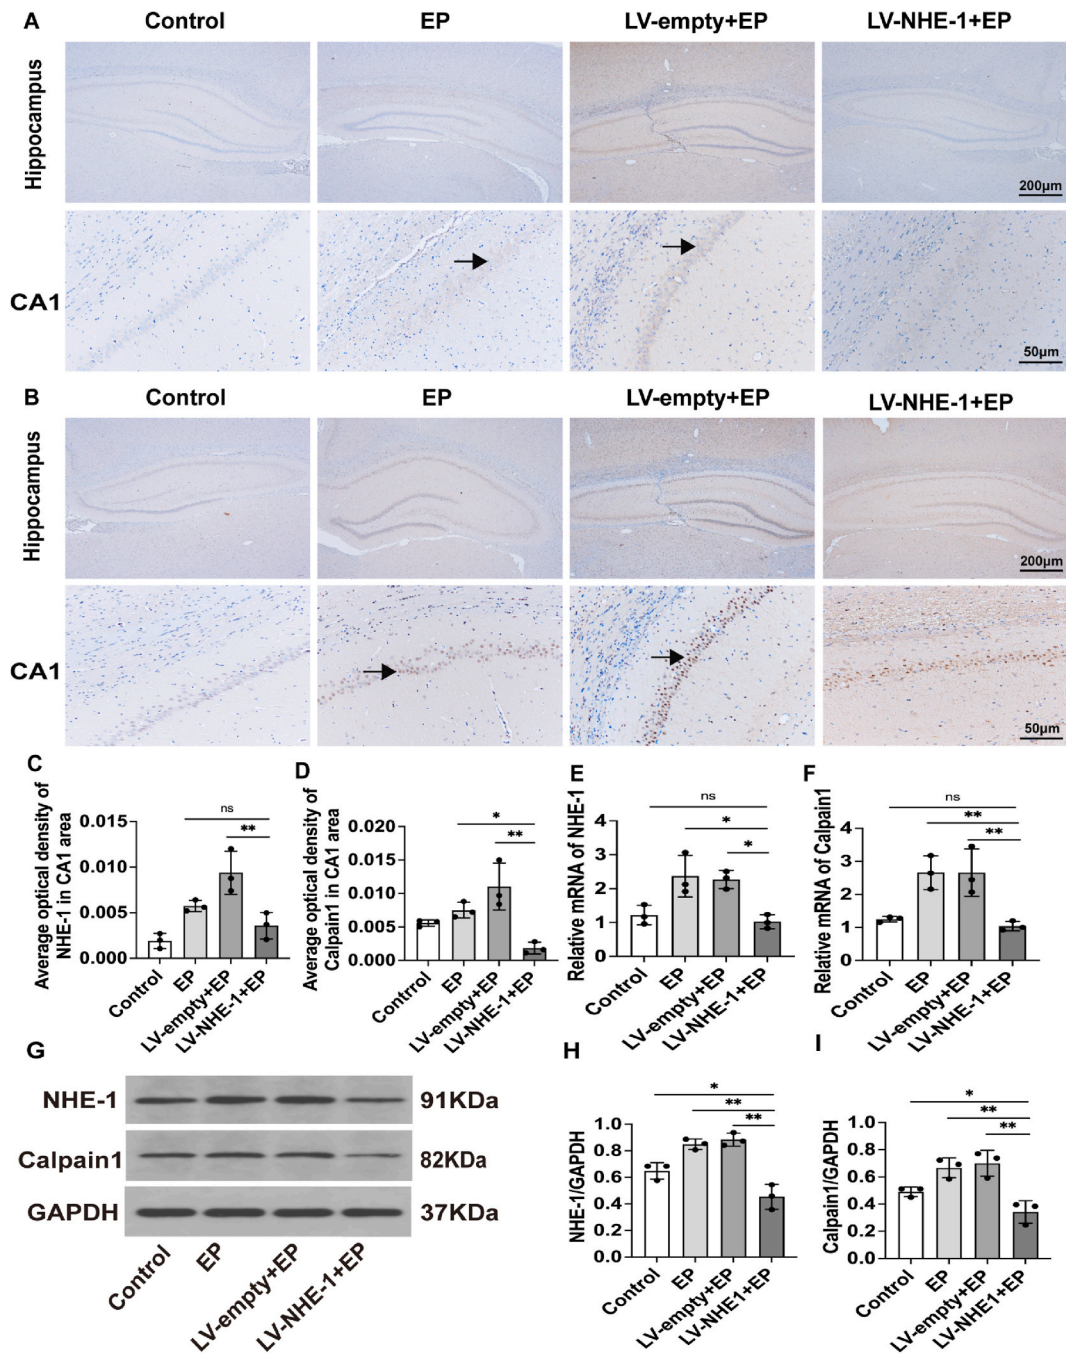 A
Control
EP
LV-empty+EP
LV-NHE-1+EP
Hippocampus
200μm
CA1
50μm
B
Control
EP
LV-empty+EP
LV-NHE-1+EP
Hippocampus
200μm
CA1
50μm
C
Average optical density of
NHE-1 in CA1 area
0.015
0.010
0.005
0.000
ns
**
Control
EP
LV-empty+EP
LV-NHE-1+EP
D
Average optical density of
Calpain1 in CA1 area
0.020
0.015
0.010
0.005
0.000
*
**
Contrrol
EP
LV-empty+EP
LV-NHE-1+EP
E
Relative mRNA of NHE-1
4
3
2
1
0
ns
*
*
Control
EP
LV-empty+EP
LV-NHE-1+EP
F
Relative mRNA of Calpain1
4
3
2
1
0
ns
**
**
Control
EP
LV-empty+EP
LV-NHE-1+EP
G
NHE-1
91KDa
Calpain1
82KDa
GAPDH
37KDa
Control
EP
LV-empty+EP
LV-NHE-1+EP
H
NHE-1/GAPDH
1.0
0.8
0.6
0.4
0.2
0.0
*
**
**
Control
EP
LV-empty+EP
LV-NHE1+EP
I
Calpain1/GAPDH
1.0
0.8
0.6
0.4
0.2
0.0
*
**
**
Control
EP
LV-empty+EP
LV-NHE-1+EP